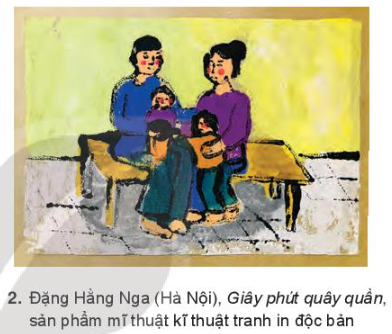 2. Đặng Hằng Nga (Hà Nội), Giây phút quây quần,
sản phẩm mĩ thuật kĩ thuật tranh in độc bản